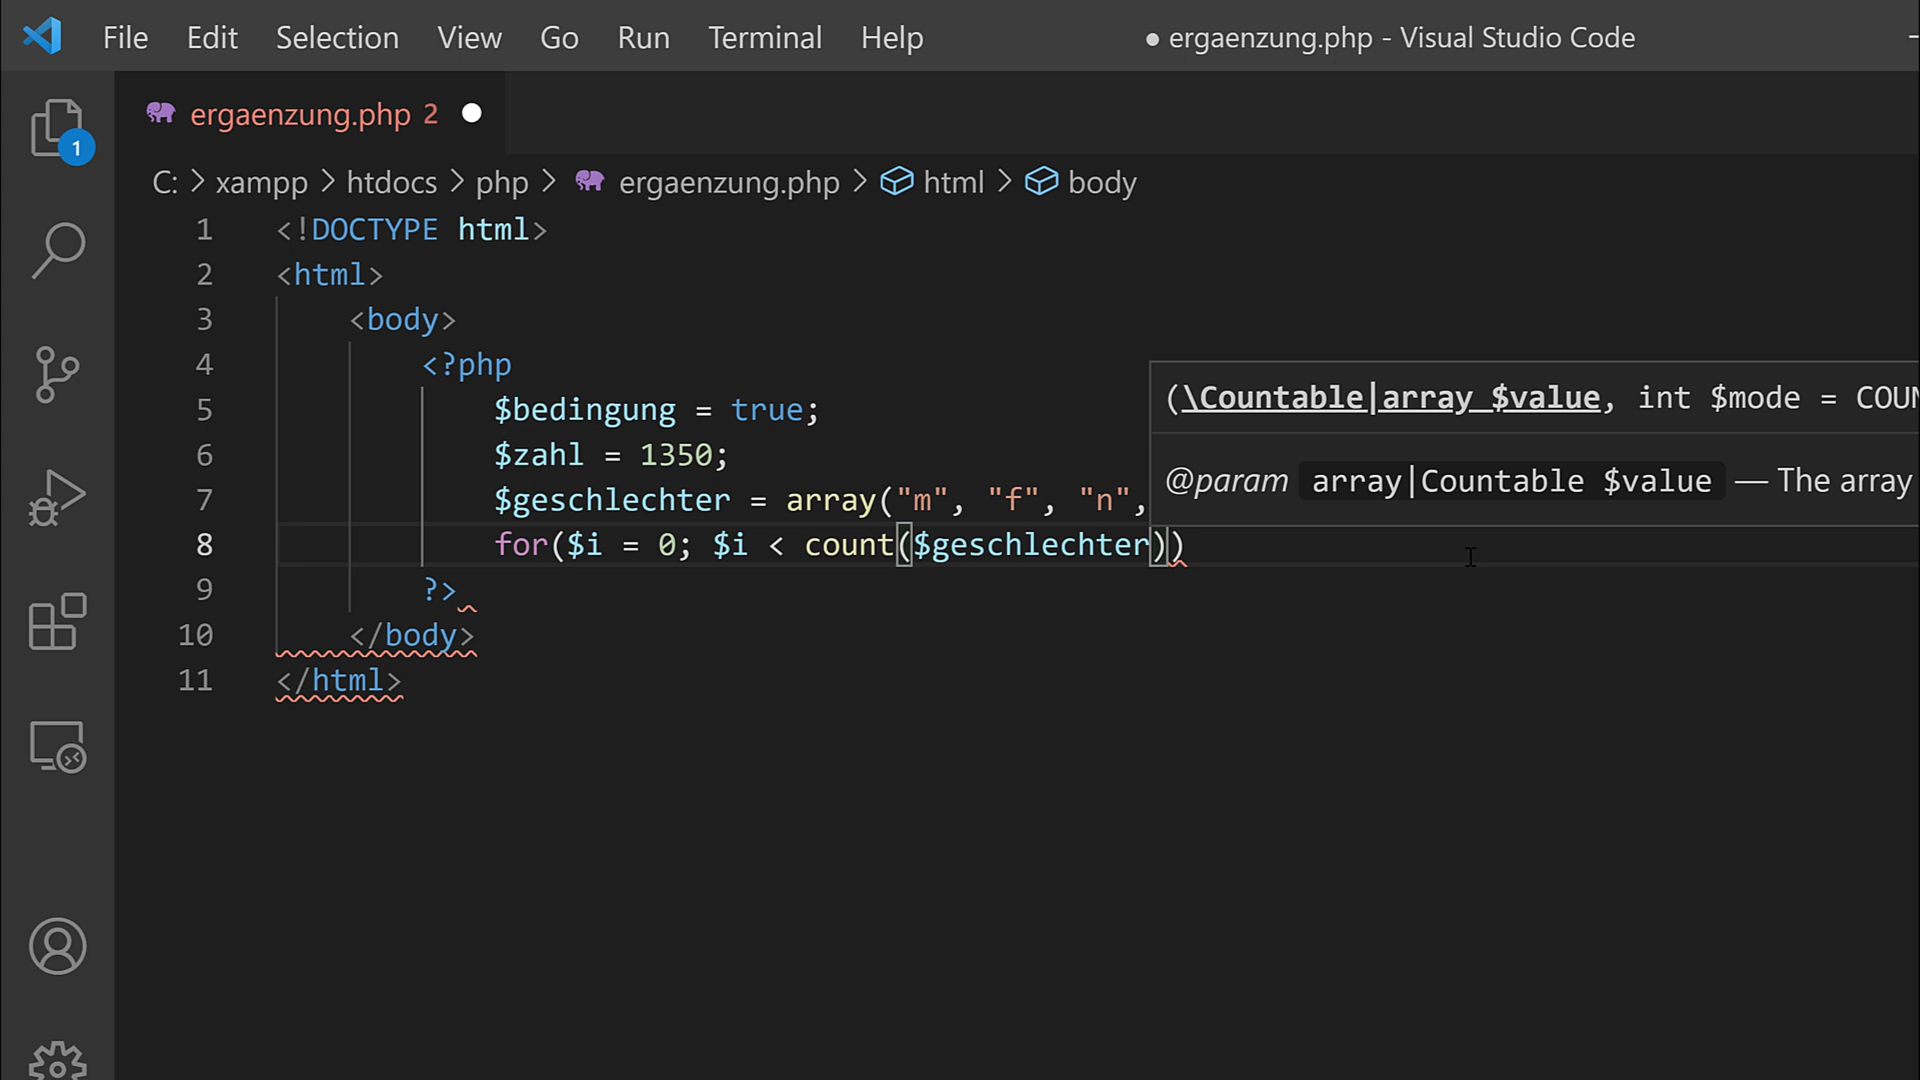 File Edit Selection View Go Run Terminal Help ● ergaenzung.php - Visual Studio Code
ergaenzung.php 2
1
C: > xampp > htdocs > php > ergaenzung.php > html > body
1 <!DOCTYPE html>
2 <html>
3 <body>
4 <?php
(\Countable|array $value, int $mode = COUN
5 $bedingung = true;
6 $zahl = 1350;
@param array|Countable $value — The array
7 $geschlechter = array("m", "f", "n",
8 for($i = 0; $i < count($geschlechter))
9 ?>
10 </body>
11 </html>